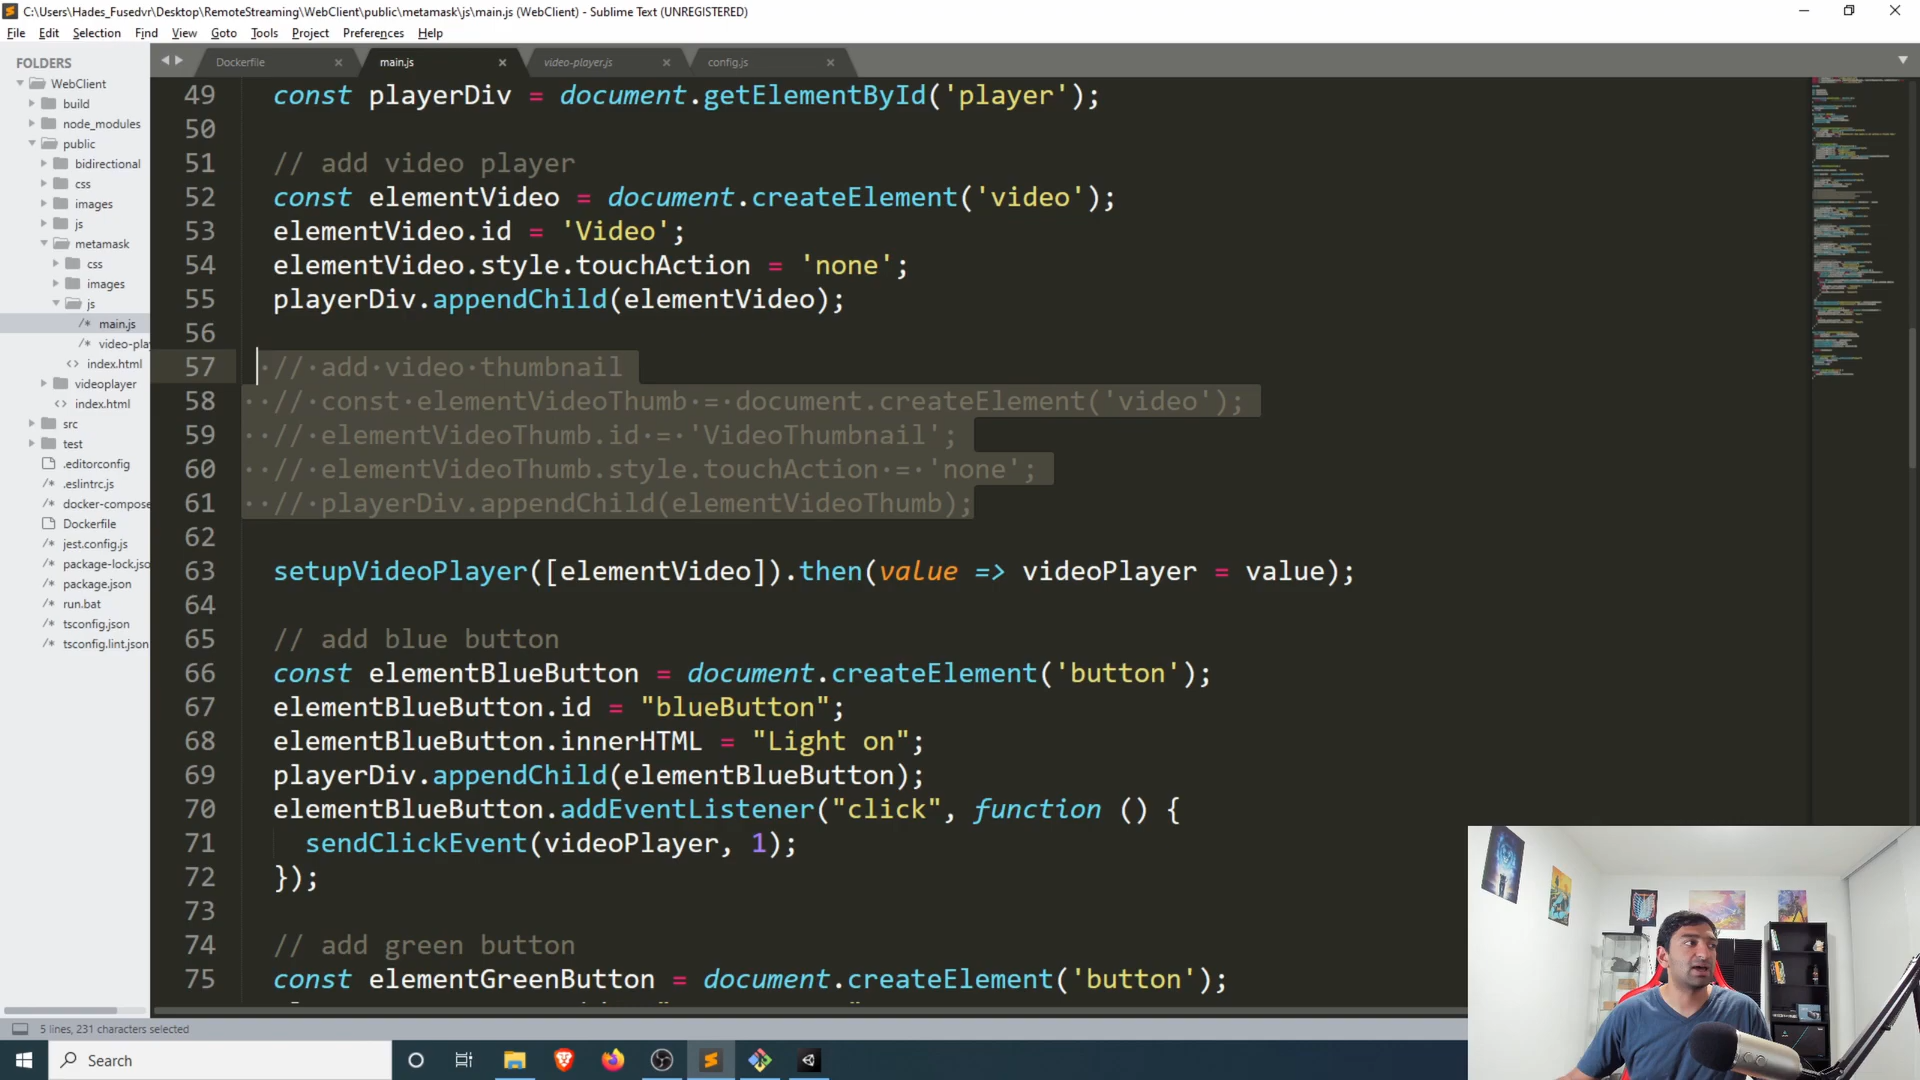 C:\Users\Hades_Fusedvr\Desktop\RemoteStreaming\WebClient\public\metamask\js\main.js (WebClient) - Sublime Text (UNREGISTERED)
File Edit Selection Find View Goto Tools Project Preferences Help
FOLDERS
WebClient
build
node_modules
public
bidirectional
css
images
js
metamask
css
images
js
/* main.js
/* video-pla
<> index.html
videoplayer
<> index.html
src
test
.editorconfig
/* .eslintrc.js
/* docker-compose
Dockerfile
/* jest.config.js
/* package-lock.jso
/* package.json
/* run.bat
/* tsconfig.json
/* tsconfig.lint.json
Dockerfile main.js video-player.js config.js
49 const playerDiv = document.getElementById('player');
50
51 // add video player
52 const elementVideo = document.createElement('video');
53 elementVideo.id = 'Video';
54 elementVideo.style.touchAction = 'none';
55 playerDiv.appendChild(elementVideo);
56
57 // add video thumbnail
58 // const elementVideoThumb = document.createElement('video');
59 // elementVideoThumb.id = 'VideoThumbnail';
60 // elementVideoThumb.style.touchAction = 'none';
61 // playerDiv.appendChild(elementVideoThumb);
62
63 setupVideoPlayer([elementVideo]).then(value => videoPlayer = value);
64
65 // add blue button
66 const elementBlueButton = document.createElement('button');
67 elementBlueButton.id = "blueButton";
68 elementBlueButton.innerHTML = "Light on";
69 playerDiv.appendChild(elementBlueButton);
70 elementBlueButton.addEventListener("click", function () {
71 sendClickEvent(videoPlayer, 1);
72 });
73
74 // add green button
75 const elementGreenButton = document.createElement('button');
5 lines, 231 characters selected
Search